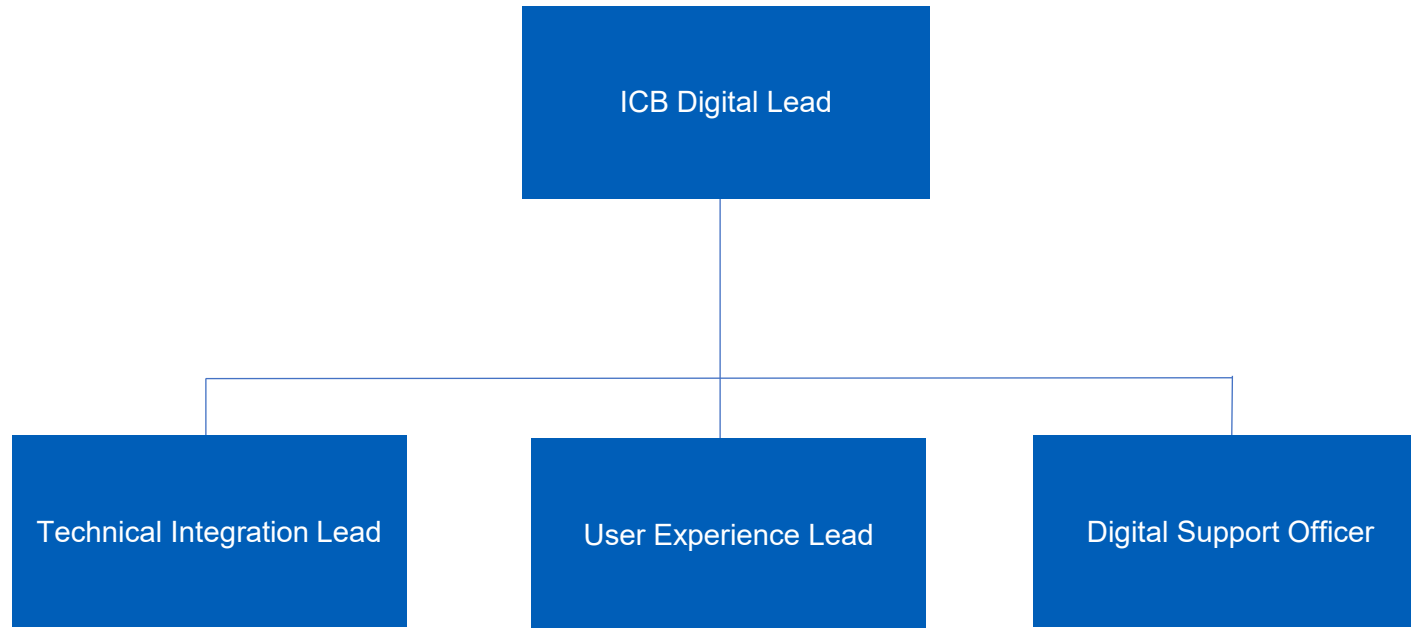 ICB Digital Lead
Technical Integration Lead
User Experience Lead
Digital Support Officer